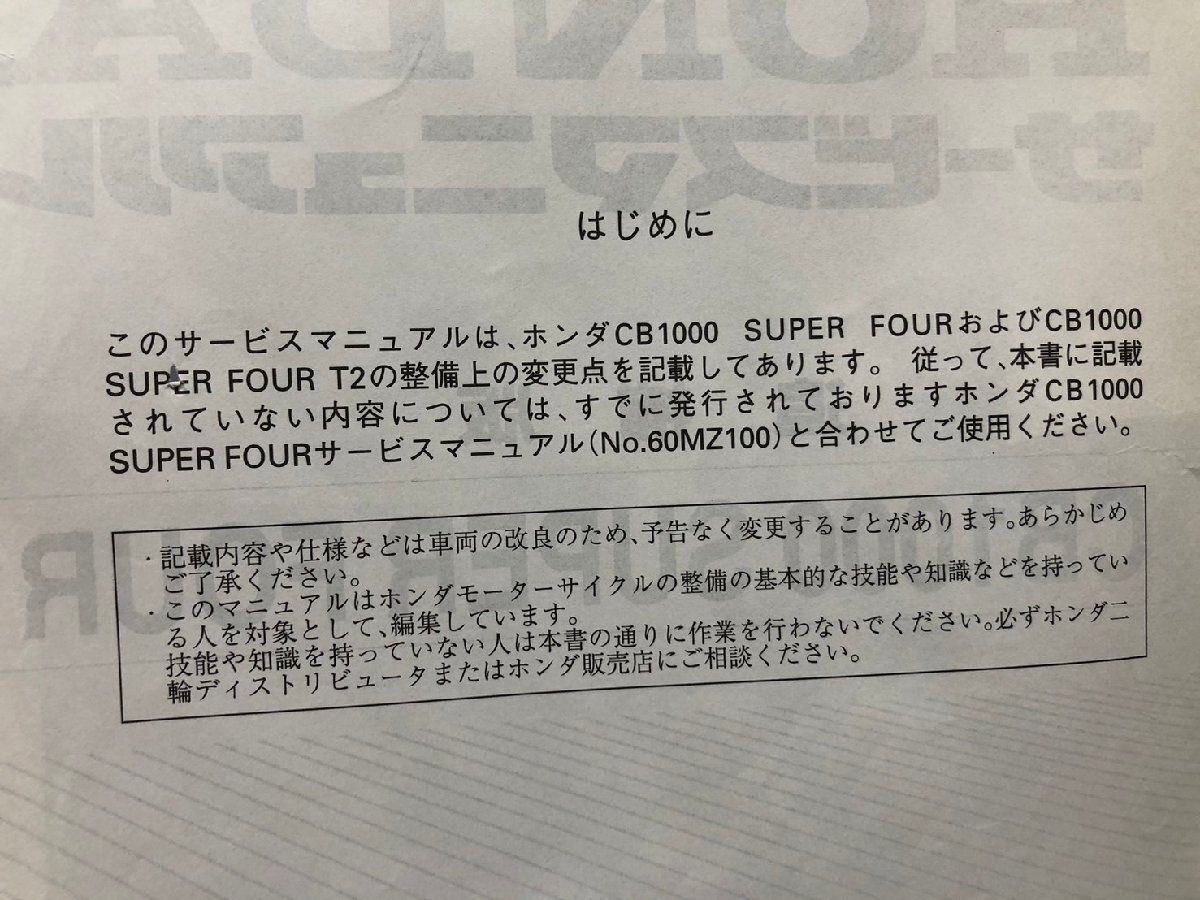 はじめに
このサービスマニュアルは、ホンダCB1000 SUPER FOURおよびCB1000
SUPER FOUR T2の整備上の変更点を記載してあります。 従って、本書に記載
されていない内容については、すでに発行されておりますホンダCB1000
SUPER FOURサービスマニュアル(No.60MZ100)と合わせてご使用ください。
・記載内容や仕様などは車両の改良のため、予告なく変更することがあります。あらかじめ
ご了承ください。
・このマニュアルはホンダモーターサイクルの整備の基本的な技能や知識などを持ってい
る人を対象として、編集しています。
技能や知識を持っていない人は本書の通りに作業を行わないでください。必ずホンダ二
輪ディストリビュータまたはホンダ販売店にご相談ください。